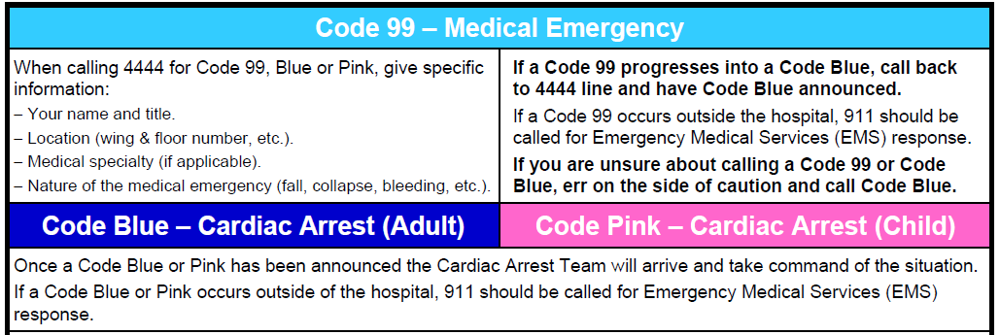 Code 99 – Medical Emergency
When calling 4444 for Code 99, Blue or Pink, give specific
information:
– Your name and title.
– Location (wing & floor number, etc.).
– Medical specialty (if applicable).
– Nature of the medical emergency (fall, collapse, bleeding, etc.).
If a Code 99 progresses into a Code Blue, call back
to 4444 line and have Code Blue announced.
If a Code 99 occurs outside the hospital, 911 should be
called for Emergency Medical Services (EMS) response.
If you are unsure about calling a Code 99 or Code
Blue, err on the side of caution and call Code Blue.
Code Blue – Cardiac Arrest (Adult)
Code Pink – Cardiac Arrest (Child)
Once a Code Blue or Pink has been announced the Cardiac Arrest Team will arrive and take command of the situation.
If a Code Blue or Pink occurs outside of the hospital, 911 should be called for Emergency Medical Services (EMS)
response.